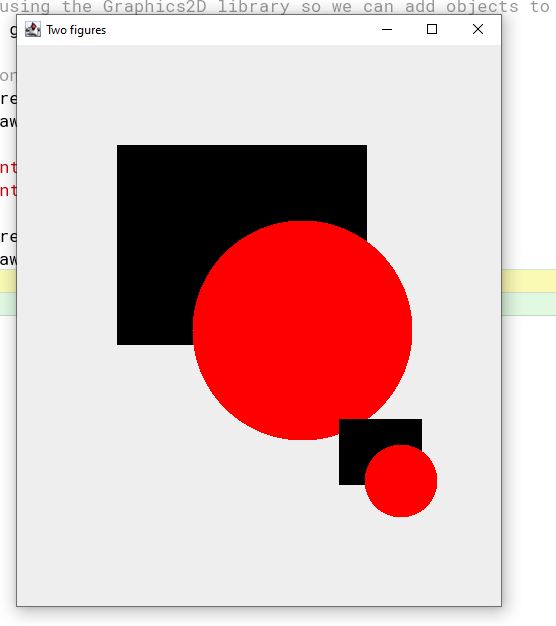 using the Graphics2D library so we can add objects to
Two figures
g
or
re
aw
nt
nt
re
aw